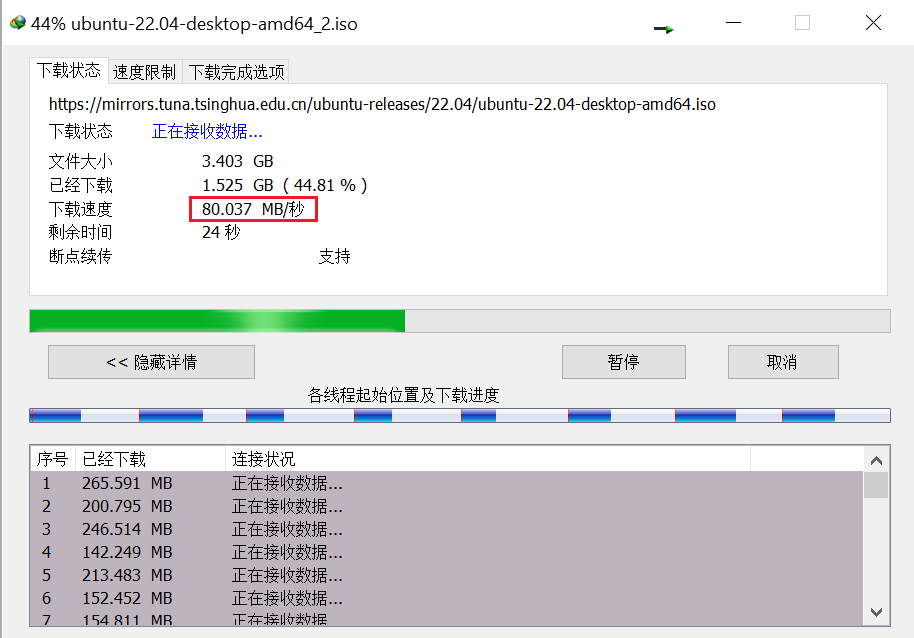 44% ubuntu-22.04-desktop-amd64_2.iso
下载状态 速度限制 下载完成选项
https://mirrors.tuna.tsinghua.edu.cn/ubuntu-releases/22.04/ubuntu-22.04-desktop-amd64.iso
下载状态 正在接收数据...
文件大小 3.403 GB
已经下载 1.525 GB ( 44.81 % )
下载速度 80.037 MB/秒
剩余时间 24 秒
断点续传 支持
<< 隐藏详情 暂停 取消
各线程起始位置及下载进度
序号 已经下载 连接状况
1 265.591 MB 正在接收数据...
2 200.795 MB 正在接收数据...
3 246.514 MB 正在接收数据...
4 142.249 MB 正在接收数据...
5 213.483 MB 正在接收数据...
6 152.452 MB 正在接收数据...
7 154.811 MB 正在接收数据